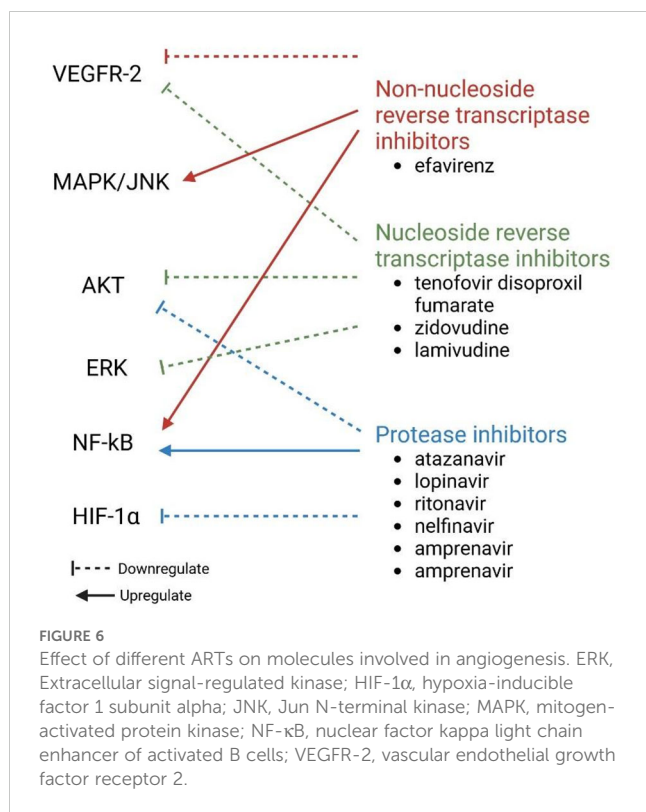 VEGFR-2
MAPK/JNK
AKT
ERK
NF-kB
HIF-1α
Non-nucleoside
reverse transcriptase
inhibitors
• efavirenz
Nucleoside reverse
transcriptase inhibitors
• tenofovir disoproxil
fumarate
• zidovudine
• lamivudine
Protease inhibitors
• atazanavir
• lopinavir
• ritonavir
• nelfinavir
• amprenavir
• amprenavir
Downregulate
Upregulate
FIGURE 6
Effect of different ARTs on molecules involved in angiogenesis. ERK,
Extracellular signal-regulated kinase; HIF-1α, hypoxia-inducible
factor 1 subunit alpha; JNK, Jun N-terminal kinase; MAPK, mitogen-
activated protein kinase; NF-κB, nuclear factor kappa light chain
enhancer of activated B cells; VEGFR-2, vascular endothelial growth
factor receptor 2.